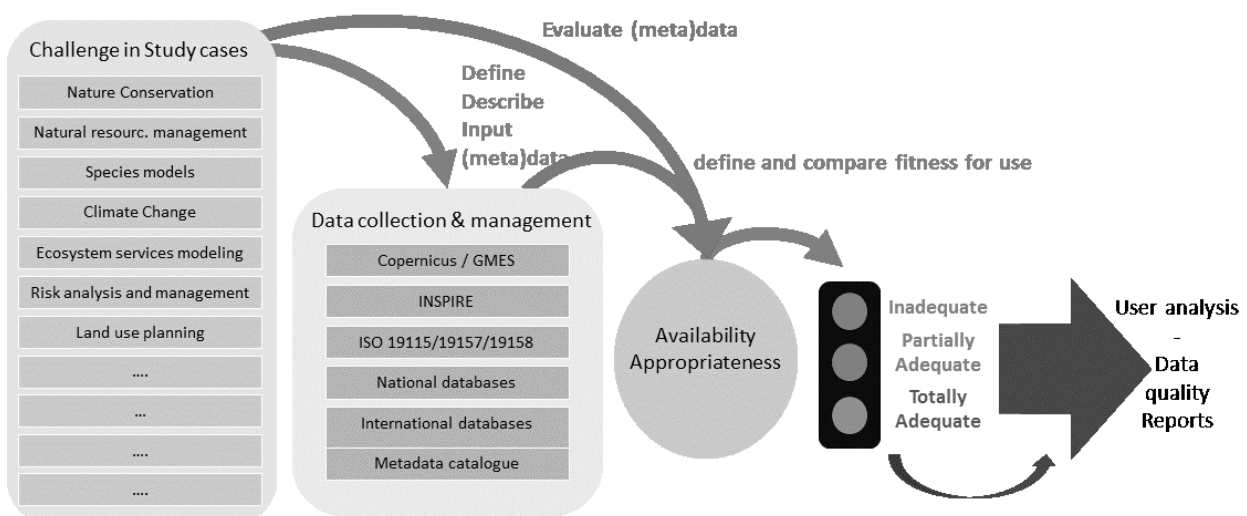 Challenge in Study cases
Nature Conservation
Natural resourc. management
Species models
Climate Change
Ecosystem services modeling
Risk analysis and management
Land use planning
....
...
....
....
Evaluate (meta)data
Define
Describe
Input
(meta)data
define and compare fitness for use
Data collection & management
Copernicus / GMES
INSPIRE
ISO 19115/19157/19158
National databases
International databases
Metadata catalogue
Availability
Appropriateness
Inadequate
Partially
Adequate
Totally
Adequate
User analysis
-
Data
quality
Reports